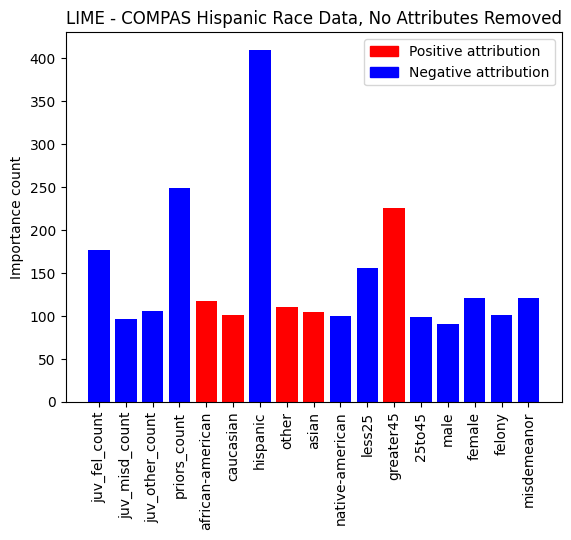 LIME - COMPAS Hispanic Race Data, No Attributes Removed
Positive attribution
Negative attribution
Importance count
400
350
300
250
200
150
100
50
0
juv_fel_count
juv_misd_count
juv_other_count
priors_count
african-american
caucasian
hispanic
other
asian
native-american
less25
greater45
25to45
male
female
felony
misdemeanor